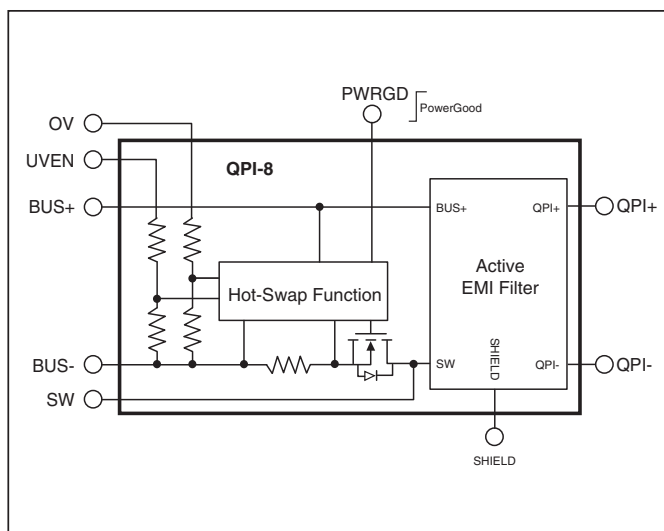 PWRGD
PowerGood
OV
UVEN
QPI-8
BUS+
BUS+
QPI+
QPI+
Active
EMI Filter
Hot-Swap Function
BUS-
SW
SHIELD
QPI-
QPI-
SW
SHIELD